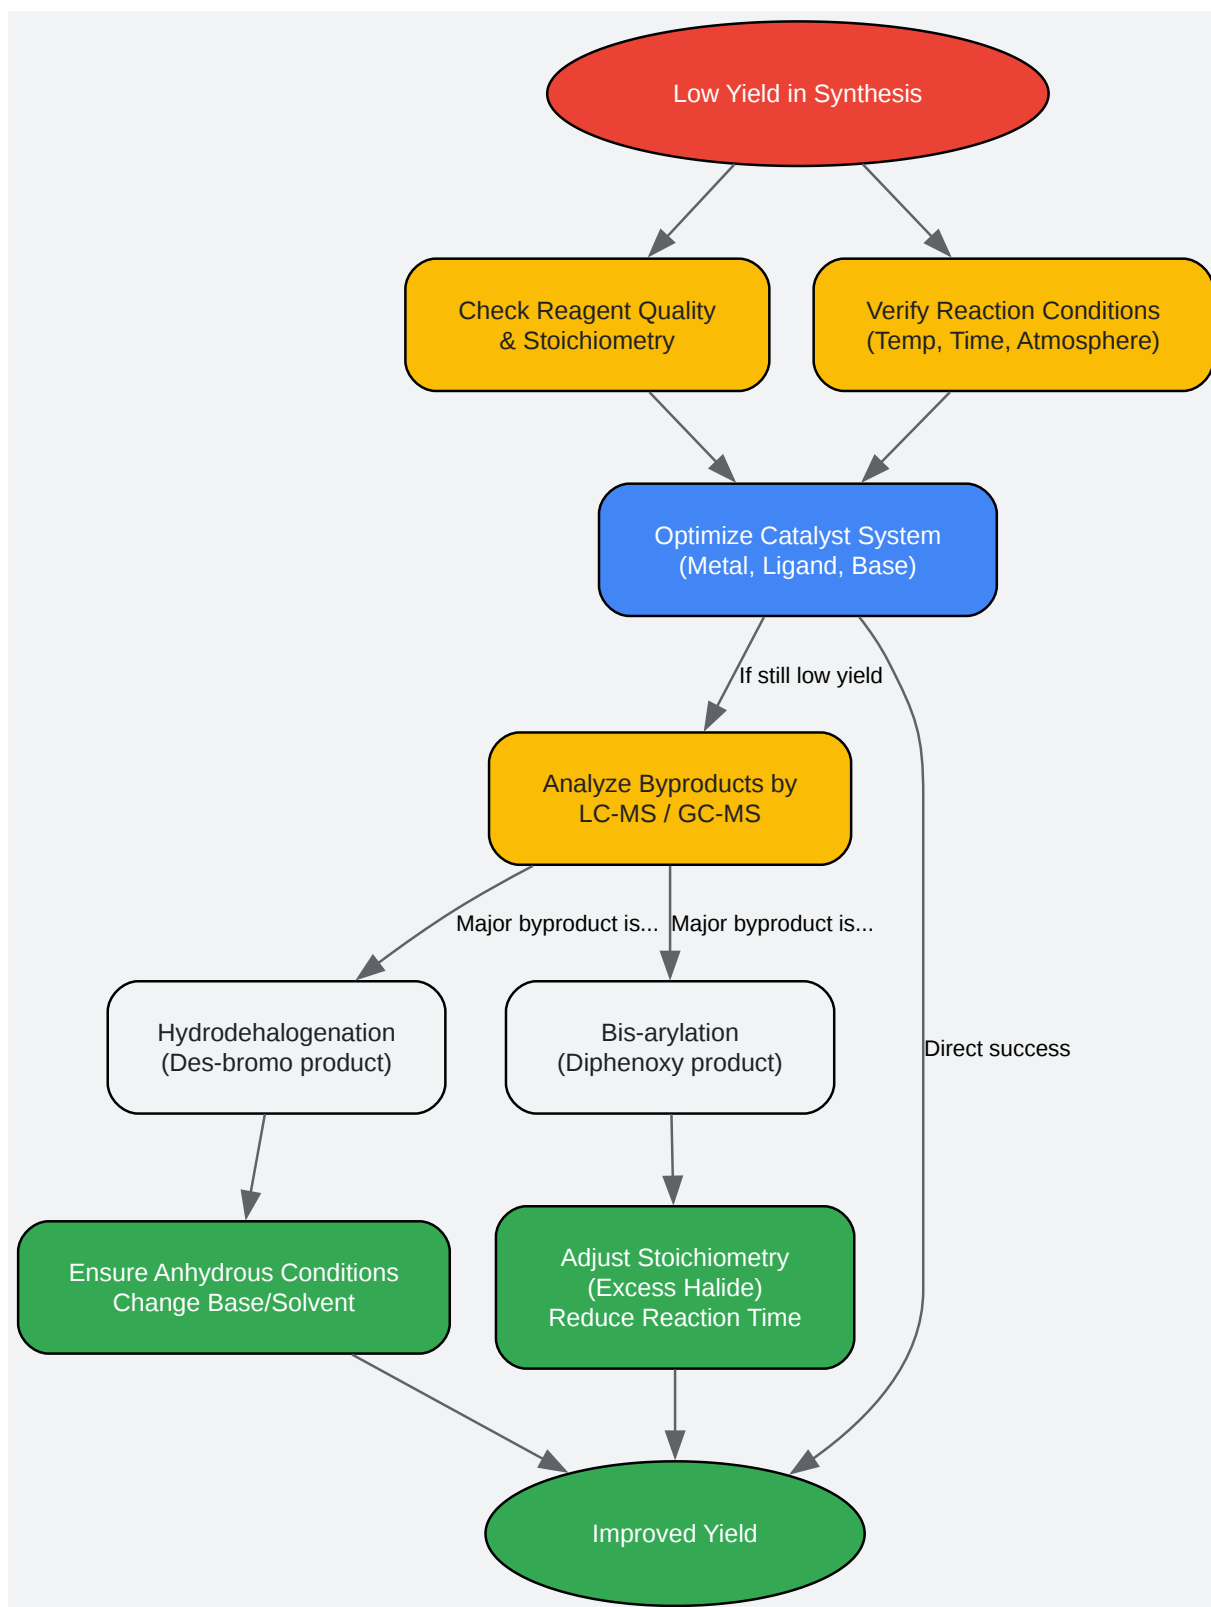 Low Yield in Synthesis
Check Reagent Quality
& Stoichiometry
Verify Reaction Conditions
(Temp, Time, Atmosphere)
Optimize Catalyst System
(Metal, Ligand, Base)
If still low yield
Analyze Byproducts by
LC-MS / GC-MS
Major byproduct is...
Major byproduct is...
Hydrodehalogenation
(Des-bromo product)
Bis-arylation
(Diphenoxy product)
Direct success
Ensure Anhydrous Conditions
Change Base/Solvent
Adjust Stoichiometry
(Excess Halide)
Reduce Reaction Time
Improved Yield